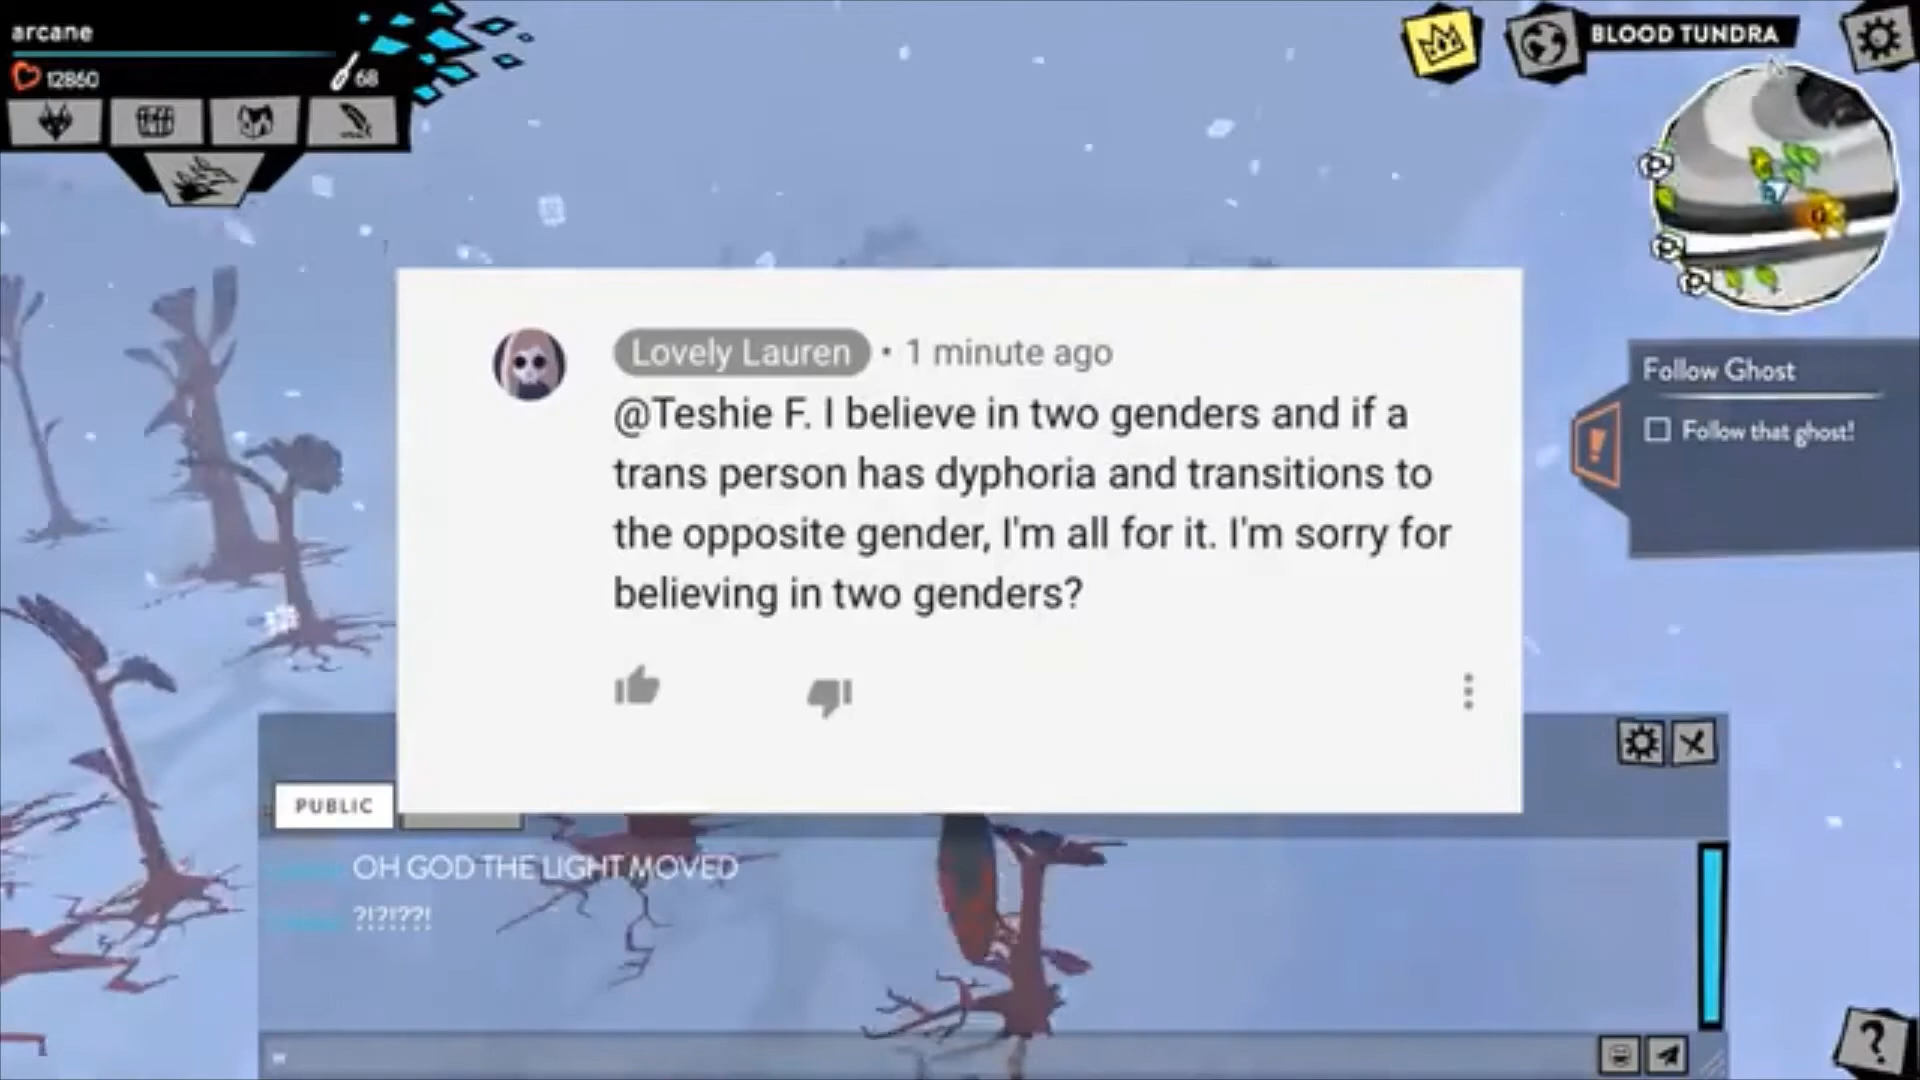 arcane
12860
68
BLOOD TUNDRA
Lovely Lauren • 1 minute ago
@Teshie F. I believe in two genders and if a
trans person has dyphoria and transitions to
the opposite gender, I'm all for it. I'm sorry for
believing in two genders?
Follow Ghost
Follow that ghost!
PUBLIC
OH GOD THE LIGHT MOVED
?!?!??!
w